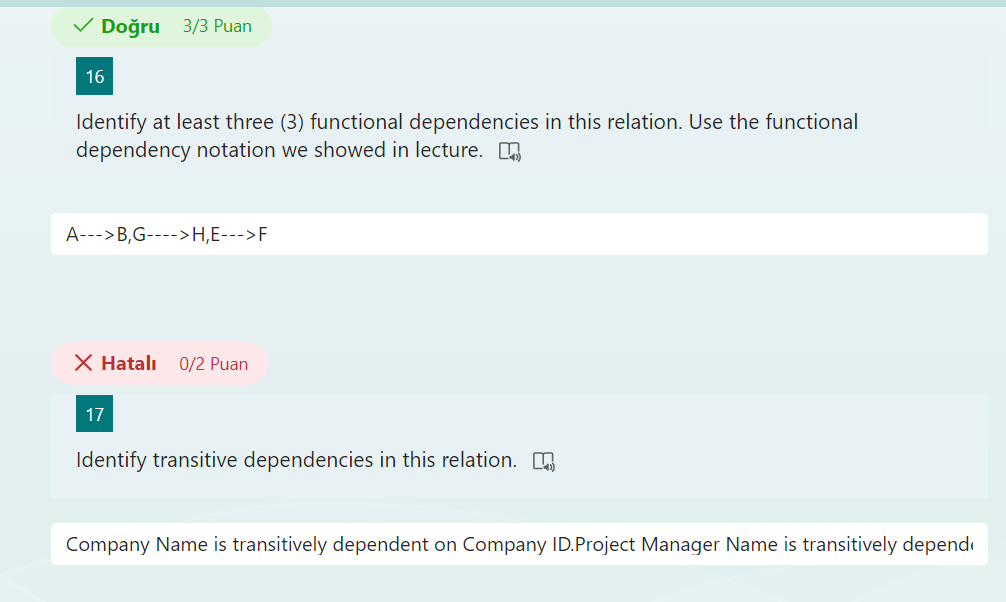 Doğru 3/3 Puan
16
Identify at least three (3) functional dependencies in this relation. Use the functional
dependency notation we showed in lecture.
A--->B,G---->H,E--->F
Hatalı 0/2 Puan
17
Identify transitive dependencies in this relation.
Company Name is transitively dependent on Company ID.Project Manager Name is transitively